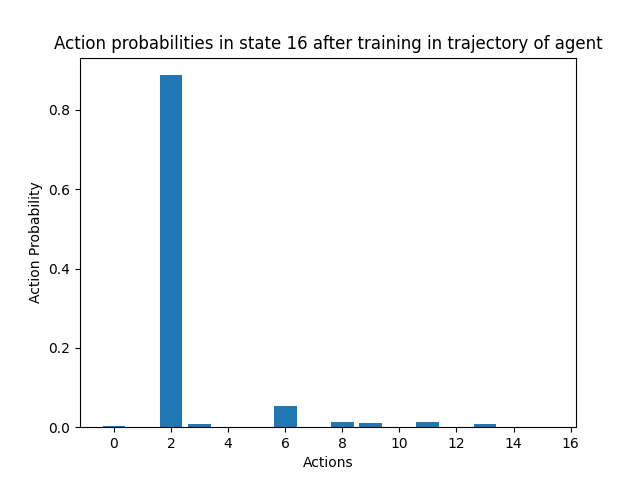 Action probabilities in state 16 after training in trajectory of agent
0.8
0.6
0.4
0.2
0.0
Action Probability
0 2 4 6 8 10 12 14 16
Actions